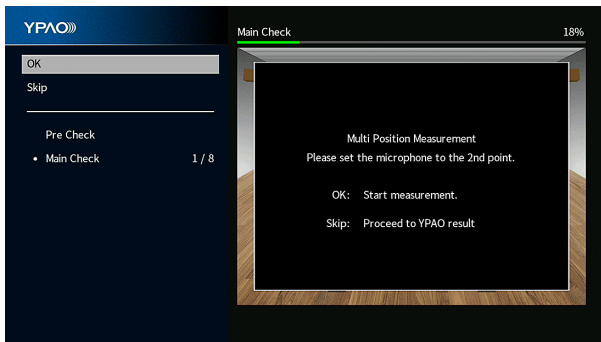 YPAO
OK
Skip
Pre Check
• Main Check 1 / 8
Main Check 18%
Multi Position Measurement
Please set the microphone to the 2nd point.
OK: Start measurement.
Skip: Proceed to YPAO result